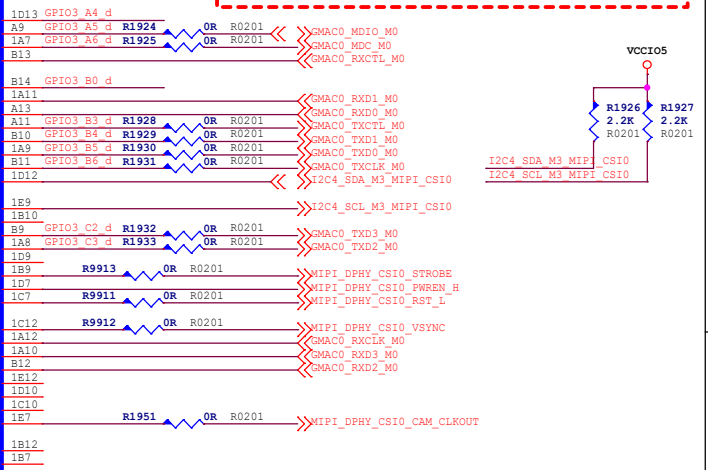 1D13 GPIO3_A4_d
A9 GPIO3_A5_d R1924 0R R0201 GMAC0_MDIO_M0
1A7 GPIO3_A6_d R1925 0R R0201 GMAC0_MDC_M0
B13 GMAC0_RXCTL_M0
VCCIO5
B14 GPIO3_B0_d
1A11 GMAC0_RXD1_M0
A13 GMAC0_RXD0_M0
R1926 R1927
A11 GPIO3_B3_d R1928 0R R0201 GMAC0_TXCTL_M0
2.2K 2.2K
B10 GPIO3_B4_d R1929 0R R0201 GMAC0_TXD1_M0
R0201 R0201
1A9 GPIO3_B5_d R1930 0R R0201 GMAC0_TXD0_M0
B11 GPIO3_B6_d R1931 0R R0201 GMAC0_TXCLK_M0
I2C4_SDA_M3_MIPI_CSI0
1D12 I2C4_SDA_M3_MIPI_CSI0
I2C4_SCL_M3_MIPI_CSI0
1E9 I2C4_SCL_M3_MIPI_CSI0
1B10
B9 GPIO3_C2_d R1932 0R R0201 GMAC0_TXD3_M0
1A8 GPIO3_C3_d R1933 0R R0201 GMAC0_TXD2_M0
1D9
1B9 R9913 0R R0201 MIPI_DPHY_CSI0_STROBE
1D7 MIPI_DPHY_CSI0_PWREN_H
1C7 R9911 0R R0201 MIPI_DPHY_CSI0_RST_L
1C12 R9912 0R R0201 MIPI_DPHY_CSI0_VSYNC
1A12 GMAC0_RXCLK_M0
1A10 GMAC0_RXD3_M0
B12 GMAC0_RXD2_M0
1E12
1D10
1C10
1E7 R1951 0R R0201 MIPI_DPHY_CSI0_CAM_CLKOUT
1B12
1B7